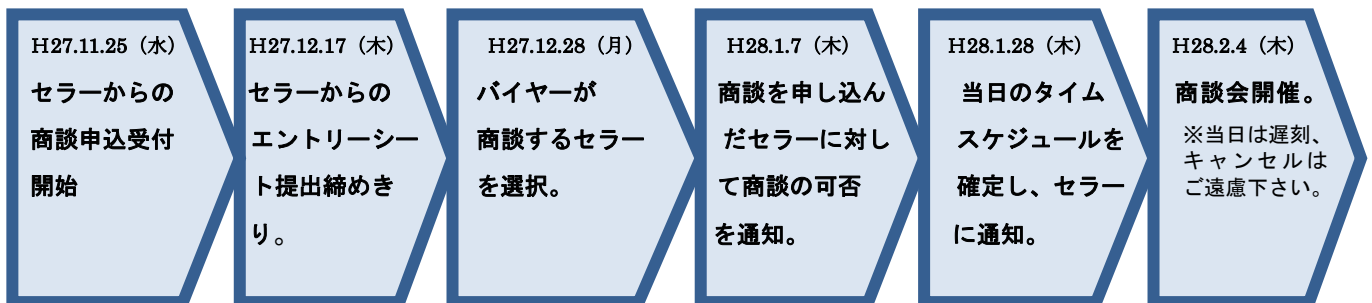 H27.11.25（水）
セラーからの
商談申込受付
開始
H27.12.17（木）
セラーからの
エントリーシー
ト提出締めき
り。
H27.12.28（月）
バイヤーが
商談するセラー
を選択。
H28.1.7（木）
商談を申し込ん
だセラーに対し
て商談の可否
を通知。
H28.1.28（木）
当日のタイム
スケジュールを
確定し、セラー
に通知。
H28.2.4（木）
商談会開催。
※当日は遅刻、
キャンセルは
ご遠慮下さい。